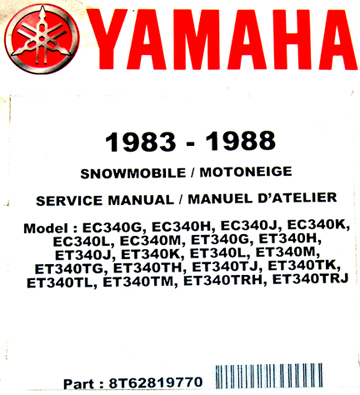 YAMAHA
1983 - 1988
SNOWMOBILE / MOTONEIGE
SERVICE MANUAL / MANUEL D'ATELIER
Model : EC340G, EC340H, EC340J, EC340K,
EC340L, EC340M, ET340G, ET340H,
ET340J, ET340K, ET340L, ET340M,
ET340TG, ET340TH, ET340TJ, ET340TK,
ET340TL, ET340TM, ET340TRH, ET340TRJ
Part : 8T62819770